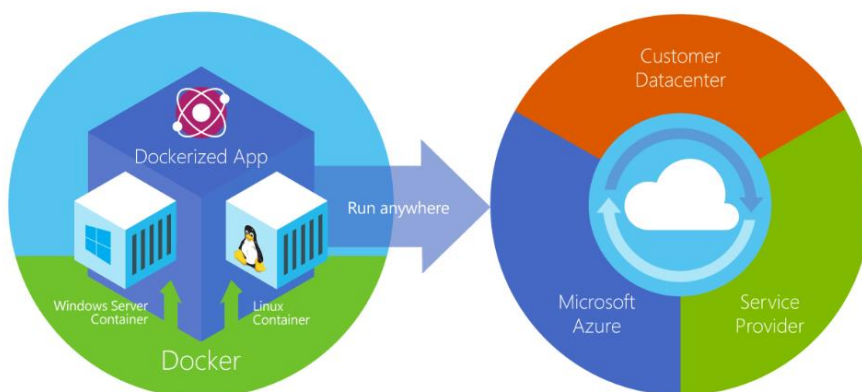 Dockerized App
Windows Server
Container
Linux
Container
Docker
Run anywhere
Customer
Datacenter
Microsoft
Azure
Service
Provider